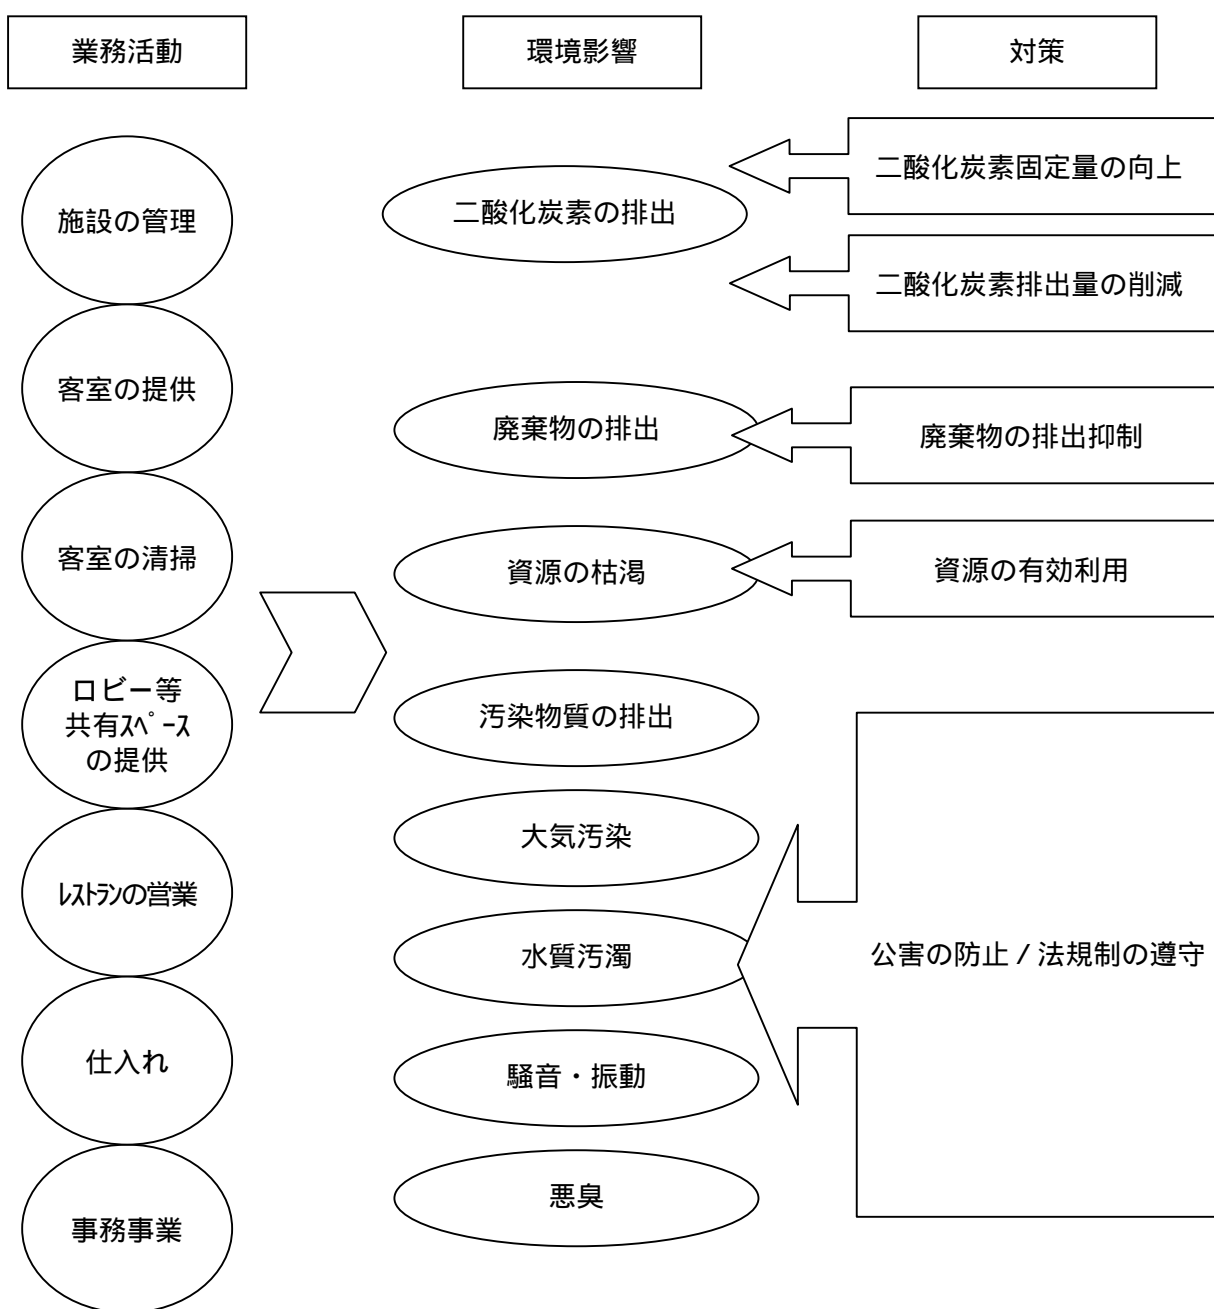 業務活動
環境影響
対策
施設の管理
客室の提供
客室の清掃
ロビー等
共有ｽﾍﾟｰｽ
の提供
ﾚｽﾄﾗﾝの営業
仕入れ
事務事業
二酸化炭素の排出
廃棄物の排出
資源の枯渇
汚染物質の排出
大気汚染
水質汚濁
騒音・振動
悪臭
二酸化炭素固定量の向上
二酸化炭素排出量の削減
廃棄物の排出抑制
資源の有効利用
公害の防止 / 法規制の遵守